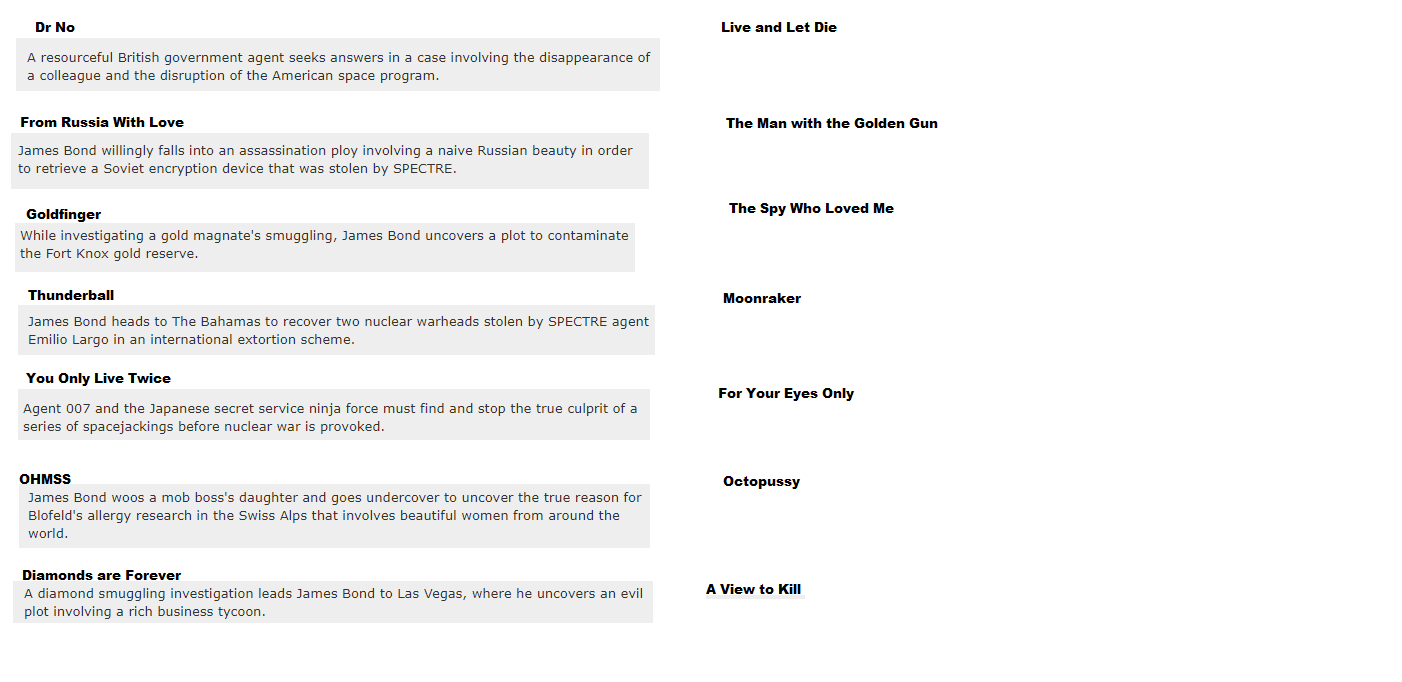 Dr No
A resourceful British government agent seeks answers in a case involving the disappearance of
a colleague and the disruption of the American space program.
From Russia With Love
James Bond willingly falls into an assassination ploy involving a naive Russian beauty in order
to retrieve a Soviet encryption device that was stolen by SPECTRE.
Goldfinger
While investigating a gold magnate's smuggling, James Bond uncovers a plot to contaminate
the Fort Knox gold reserve.
Thunderball
James Bond heads to The Bahamas to recover two nuclear warheads stolen by SPECTRE agent
Emilio Largo in an international extortion scheme.
You Only Live Twice
Agent 007 and the Japanese secret service ninja force must find and stop the true culprit of a
series of spacejackings before nuclear war is provoked.
OHMSS
James Bond woos a mob boss's daughter and goes undercover to uncover the true reason for
Blofeld's allergy research in the Swiss Alps that involves beautiful women from around the
world.
Diamonds are Forever
A diamond smuggling investigation leads James Bond to Las Vegas, where he uncovers an evil
plot involving a rich business tycoon.
Live and Let Die
The Man with the Golden Gun
The Spy Who Loved Me
Moonraker
For Your Eyes Only
Octopussy
A View to Kill